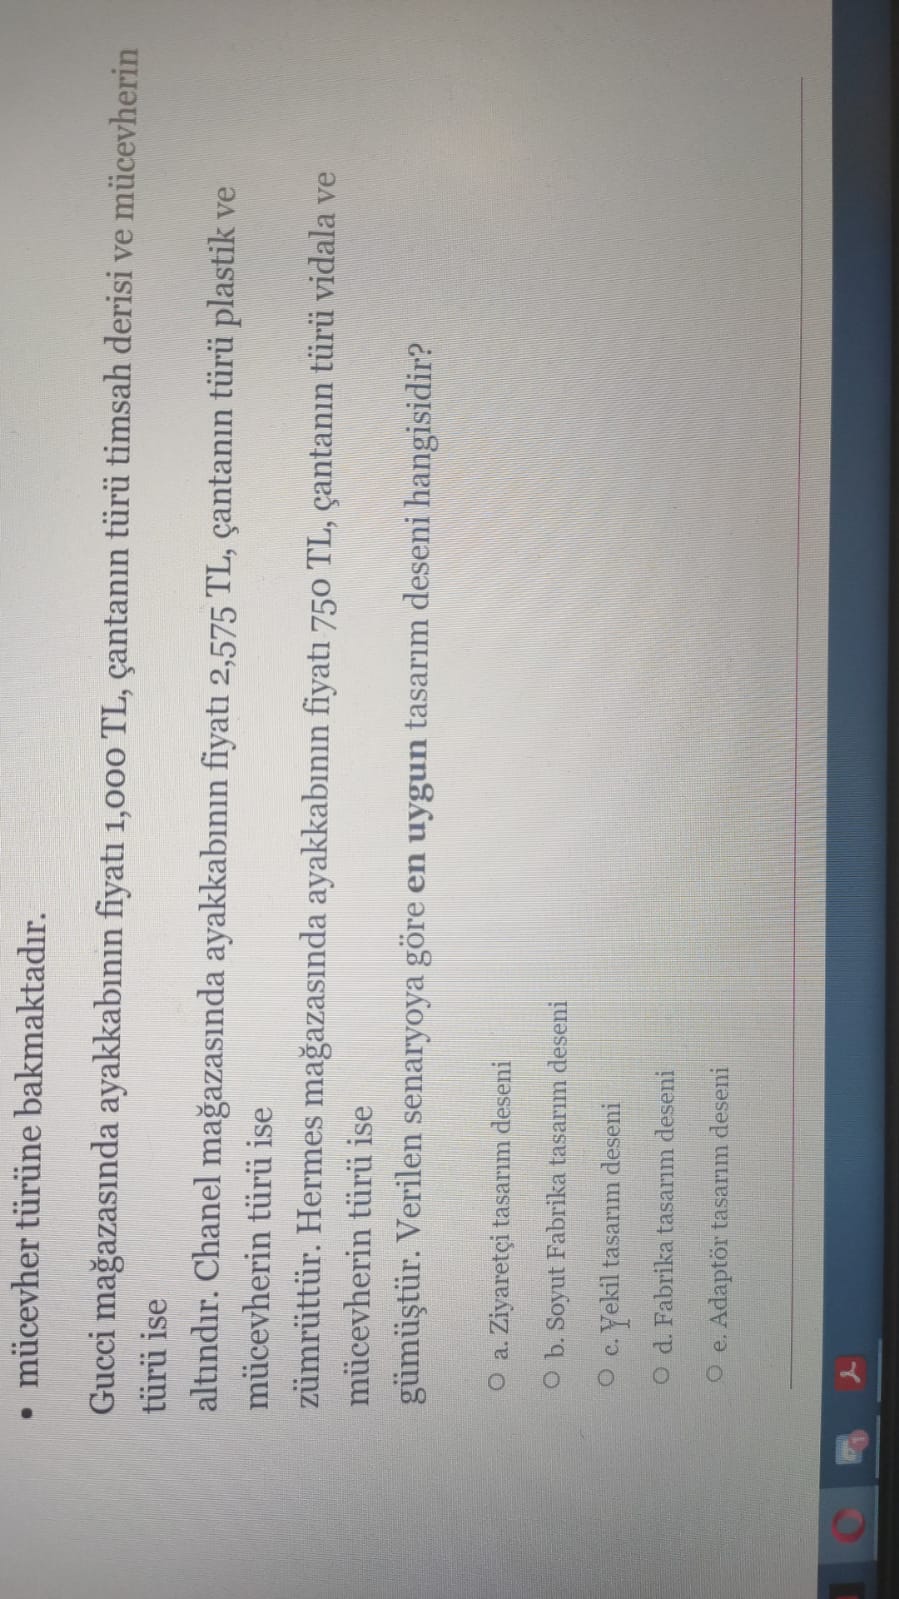 • mücevher türüne bakmaktadır.
Gucci mağazasında ayakkabının fiyatı 1,000 TL, çantanın türü timsah derisi ve mücevherin
türü ise
altındır. Chanel mağazasında ayakkabının fiyatı 2,575 TL, çantanın türü plastik ve
mücevherin türü ise
zümrüttür. Hermes mağazasında ayakkabının fiyatı 750 TL, çantanın türü vidala ve
mücevherin türü ise
gümüştür. Verilen senaryoya göre en uygun tasarım deseni hangisidir?
a. Ziyaretçi tasarım deseni
b. Soyut Fabrika tasarım deseni
c. Vekil tasarım deseni
d. Fabrika tasarım deseni
e. Adaptör tasarım deseni